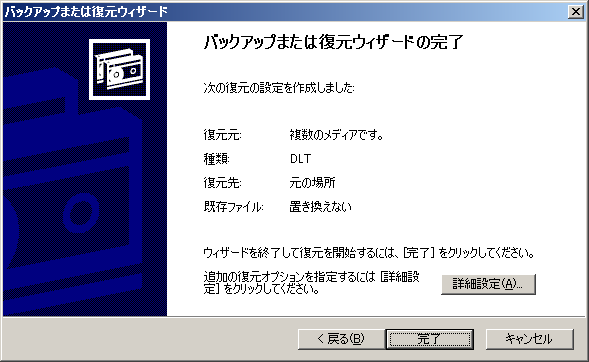 バックアップまたは復元ウィザード
バックアップまたは復元ウィザードの完了
次の復元の設定を作成しました:
復元元: 複数のメディアです。
種類: DLT
復元先: 元の場所
既存ファイル: 置き換えない
ウィザードを終了して復元を開始するには、[完了] をクリックしてください。
追加の復元オプションを指定するには [詳細設
定] をクリックしてください。
詳細設定(A)...
< 戻る(B)
完了
キャンセル